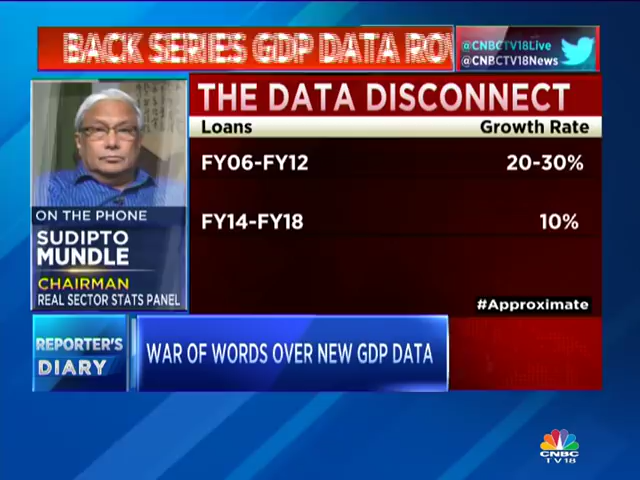 BACK SERIES GDP DATA ROW
@CNBCTV18Live
@CNBCTV18News
THE DATA DISCONNECT
Loans Growth Rate
FY06-FY12 20-30%
FY14-FY18 10%
#Approximate
ON THE PHONE
SUDIPTO
MUNDLE
CHAIRMAN
REAL SECTOR STATS PANEL
REPORTER'S
DIARY
WAR OF WORDS OVER NEW GDP DATA
CNBC
TV18